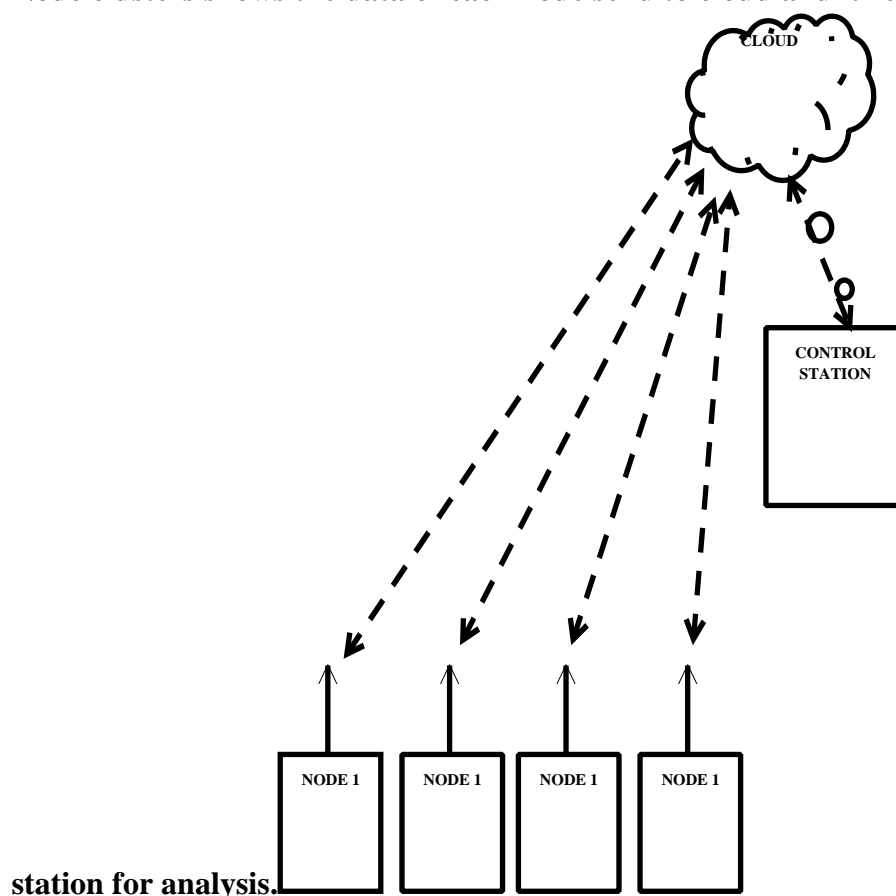 CLOUD
CONTROL
STATION
NODE 1 NODE 1 NODE 1 NODE 1
station for analysis.